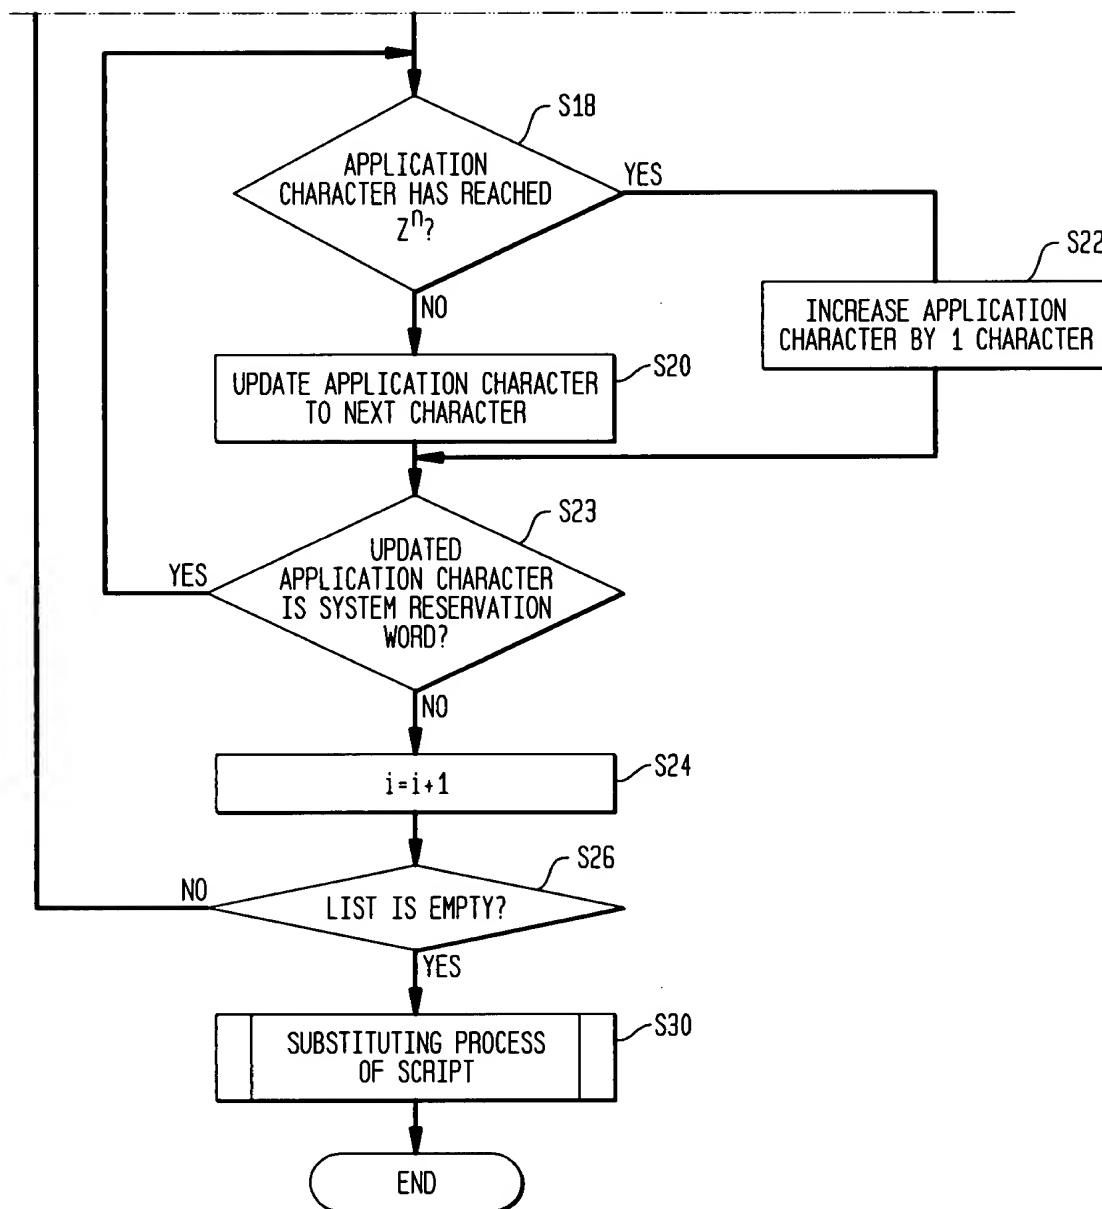 S18
APPLICATION
CHARACTER HAS REACHED
Zⁿ?
YES
NO
S22
INCREASE APPLICATION
CHARACTER BY 1 CHARACTER
S20
UPDATE APPLICATION CHARACTER
TO NEXT CHARACTER
S23
UPDATED
APPLICATION CHARACTER
IS SYSTEM RESERVATION
WORD?
YES
NO
S24
i=i+1
S26
LIST IS EMPTY?
NO
YES
S30
SUBSTITUTING PROCESS
OF SCRIPT
END